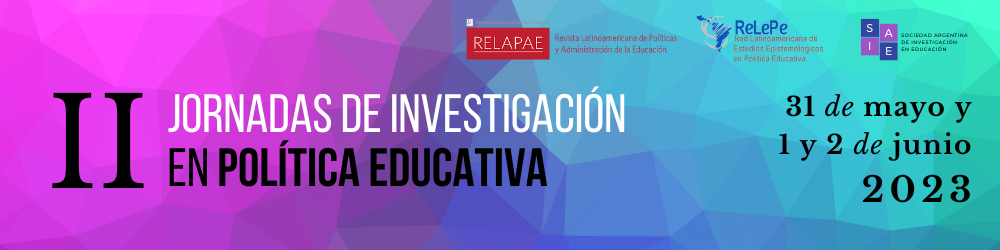 RELAPAE
Revista Latinoamericana de Políticas
y Administración de la Educación
ReLePe
Red Latinoamericana de
Estudios Epistemológicos
en Política Educativa
SAIE
SOCIEDAD ARGENTINA
DE INVESTIGACIÓN
EN EDUCACIÓN
II
JORNADAS DE INVESTIGACIÓN
EN POLÍTICA EDUCATIVA
31 de mayo y
1 y 2 de junio
2023